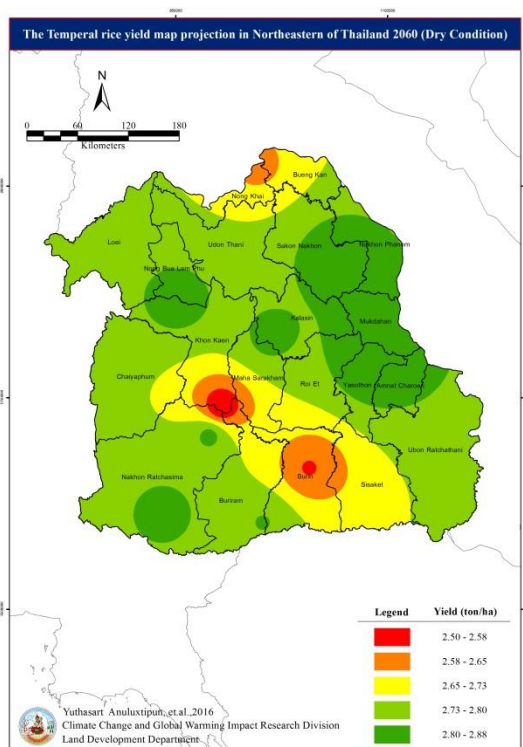 The Temperal rice yield map projection in Northeastern of Thailand 2060 (Dry Condition)
N
0 60 120 180
Kilometers
Bueng Kan
Nong Khai
Loei
Udon Thani
Sakon Nakhon
Nakhon Phanom
Nong Bua Lam Phu
Kalasin
Mukdahan
Khon Kaen
Chaiyaphum
Maha Sarakham
Roi Et
Yasothon
Amnat Charoen
Ubon Ratchathani
Nakhon Ratchasima
Surin
Sisaket
Buriram
Legend Yield (ton/ha)
2.50 - 2.58
2.58 - 2.65
2.65 - 2.73
2.73 - 2.80
2.80 - 2.88
Yuthasart Anuluxtipun, et.al.,2016
Climate Change and Global Warming Impact Research Division
Land Development Department